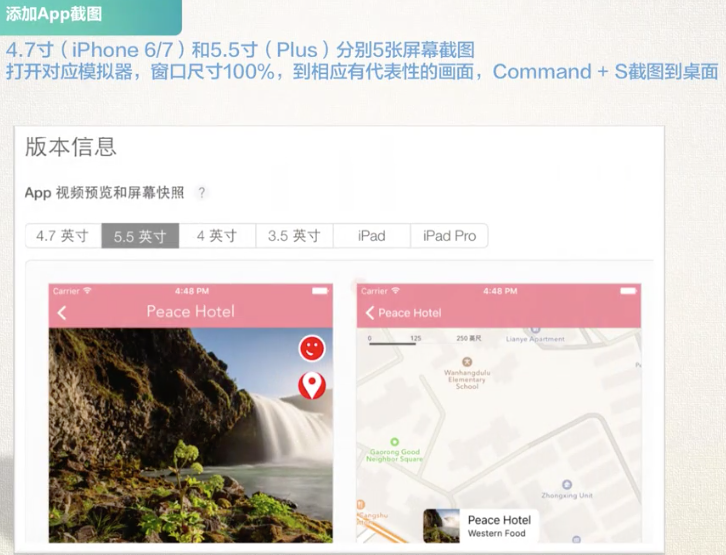 添加App截图
4.7寸（iPhone 6/7）和5.5寸（Plus）分别5张屏幕截图
打开对应模拟器，窗口尺寸100%，到相应有代表性的画面，Command + S截图到桌面
版本信息
App 视频预览和屏幕快照 ?
4.7 英寸 5.5 英寸 4 英寸 3.5 英寸 iPad iPad Pro
Carrier 4:48 PM
Peace Hotel
Carrier 4:48 PM
Peace Hotel
0 125 250 英尺
Lianye Apartment
Wanhangdulu
Elementary
School
Gaorong Good
Neighbor Square
Zhongxing Unit
Peace Hotel
Western Food